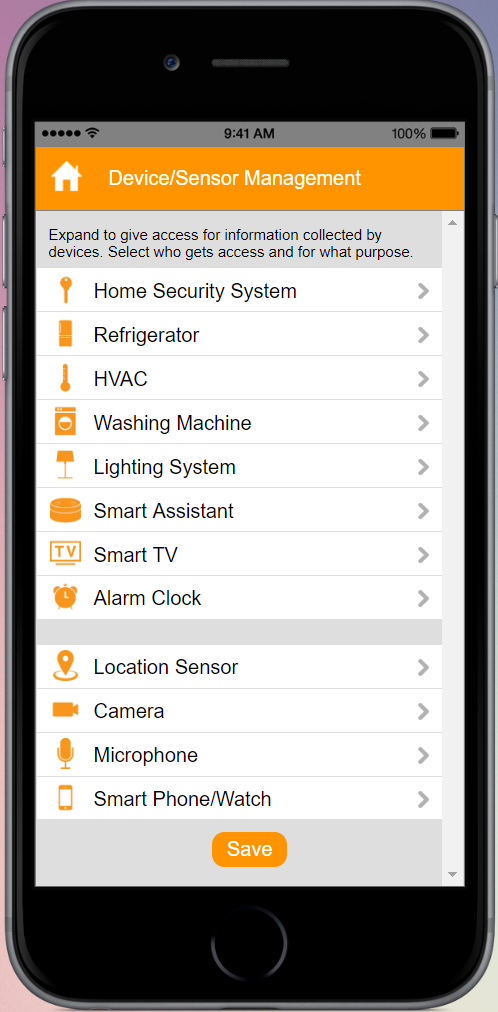 9:41 AM 100%
Device/Sensor Management
Expand to give access for information collected by
devices. Select who gets access and for what purpose.
Home Security System
Refrigerator
HVAC
Washing Machine
Lighting System
Smart Assistant
TV Smart TV
Alarm Clock
Location Sensor
Camera
Microphone
Smart Phone/Watch
Save